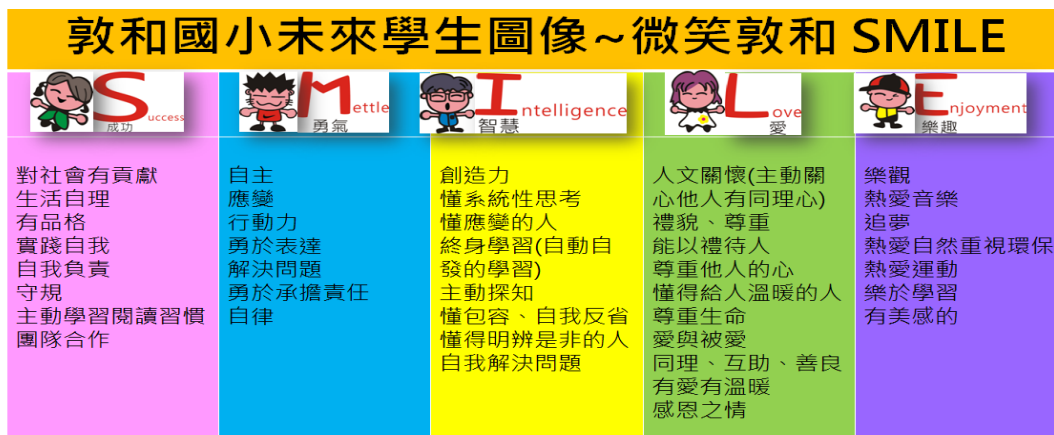 敦和國小未來學生圖像~微笑敦和 SMILE
Success
成功
對社會有貢獻
生活自理
有品格
實踐自我
自我負責
守規
主動學習閱讀習慣
團隊合作
Mettle
勇氣
自主
應變
行動力
勇於表達
解決問題
勇於承擔責任
自律
Intelligence
智慧
創造力
懂系統性思考
懂應變的人
終身學習(自動自
發的學習)
主動探知
懂包容、自我反省
懂得明辨是非的人
自我解決問題
Love
愛
人文關懷(主動關
心他人有同理心)
禮貌、尊重
能以禮待人
尊重他人的心
懂得給人溫暖的人
尊重生命
愛與被愛
同理、互助、善良
有愛有溫暖
感恩之情
Enjoyment
樂趣
樂觀
熱愛音樂
追夢
熱愛自然重視環保
熱愛運動
樂於學習
有美感的